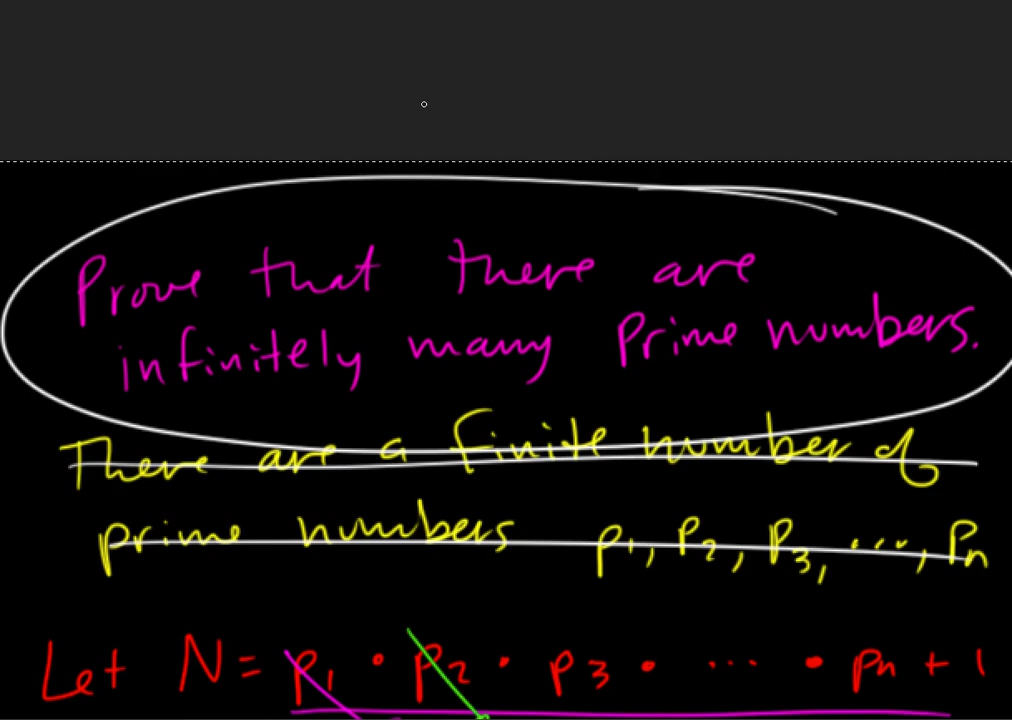 Prove that there are
infinitely many Prime numbers.
There are a finite number of
prime numbers p1, p2, p3, ..., Pn
Let N = p1 · p2 · p3 · ... · pn + 1